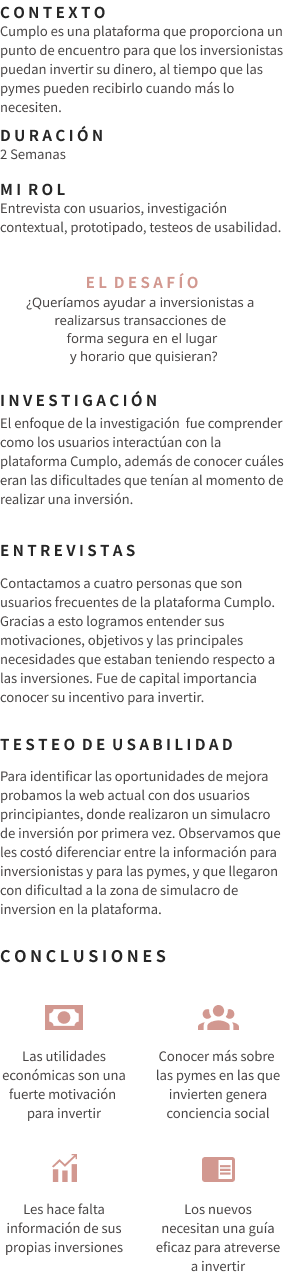 CONTEXTO
Cumplo es una plataforma que proporciona un
punto de encuentro para que los inversionistas
puedan invertir su dinero, al tiempo que las
pymes pueden recibirlo cuando más lo
necesiten.
DURACIÓN
2 Semanas
MI ROL
Entrevista con usuarios, investigación
contextual, prototipado, testeos de usabilidad.
EL DESAFÍO
¿Queríamos ayudar a inversionistas a
realizarsus transacciones de
forma segura en el lugar
y horario que quisieran?
INVESTIGACIÓN
El enfoque de la investigación fue comprender
como los usuarios interactúan con la
plataforma Cumplo, además de conocer cuáles
eran las dificultades que tenían al momento de
realizar una inversión.
ENTREVISTAS
Contactamos a cuatro personas que son
usuarios frecuentes de la plataforma Cumplo.
Gracias a esto logramos entender sus
motivaciones, objetivos y las principales
necesidades que estaban teniendo respecto a
las inversiones. Fue de capital importancia
conocer su incentivo para invertir.
TESTEO DE USABILIDAD
Para identificar las oportunidades de mejora
probamos la web actual con dos usuarios
principiantes, donde realizaron un simulacro
de inversión por primera vez. Observamos que
les costó diferenciar entre la información para
inversionistas y para las pymes, y que llegaron
con dificultad a la zona de simulacro de
inversion en la plataforma.
CONCLUSIONES
Las utilidades
económicas son una
fuerte motivación
para invertir
Conocer más sobre
las pymes en las que
invierten genera
conciencia social
Les hace falta
información de sus
propias inversiones
Los nuevos
necesitan una guía
eficaz para atreverse
a invertir